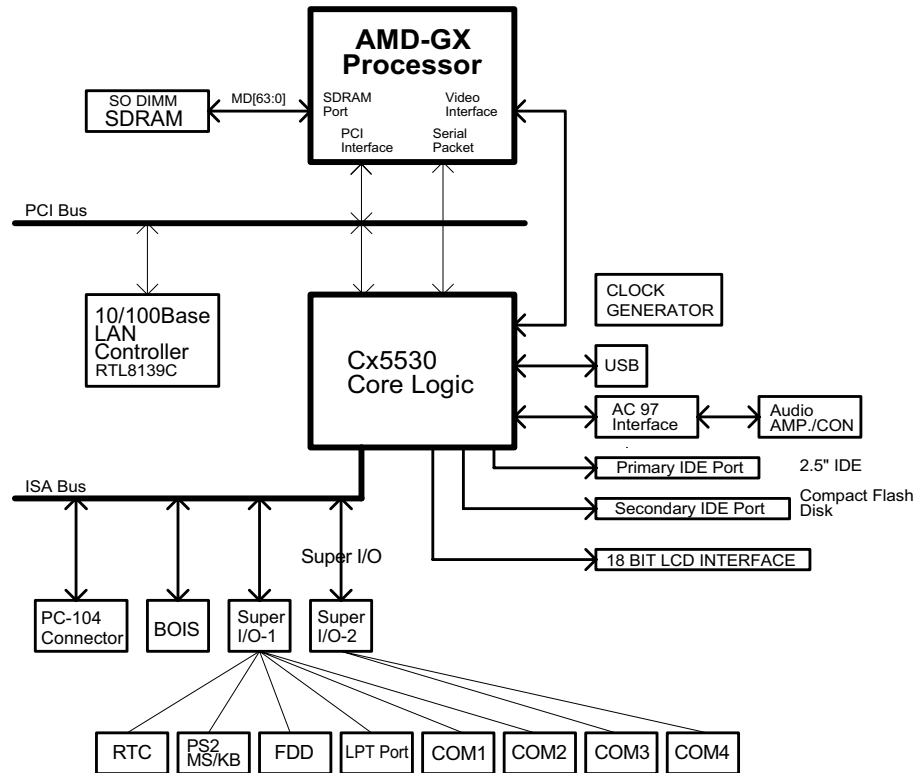 AMD-GX
Processor
SDRAM
Port
Video
Interface
PCI
Interface
Serial
Packet
SO DIMM
SDRAM
MD[63:0]
PCI Bus
10/100Base
LAN
Controller
RTL8139C
Cx5530
Core Logic
CLOCK
GENERATOR
USB
AC 97
Interface
Audio
AMP./CON
Primary IDE Port
2.5" IDE
Secondary IDE Port
Compact Flash
Disk
18 BIT LCD INTERFACE
ISA Bus
Super I/O
PC-104
Connector
BOIS
Super
I/O-1
Super
I/O-2
RTC
PS2
MS/KB
FDD
LPT Port
COM1
COM2
COM3
COM4